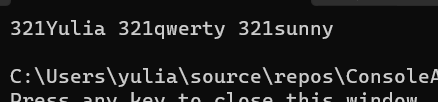 321Yulia 321qwerty 321sunny
C:\Users\yulia\source\repos\ConsoleA
Press any key to close this window